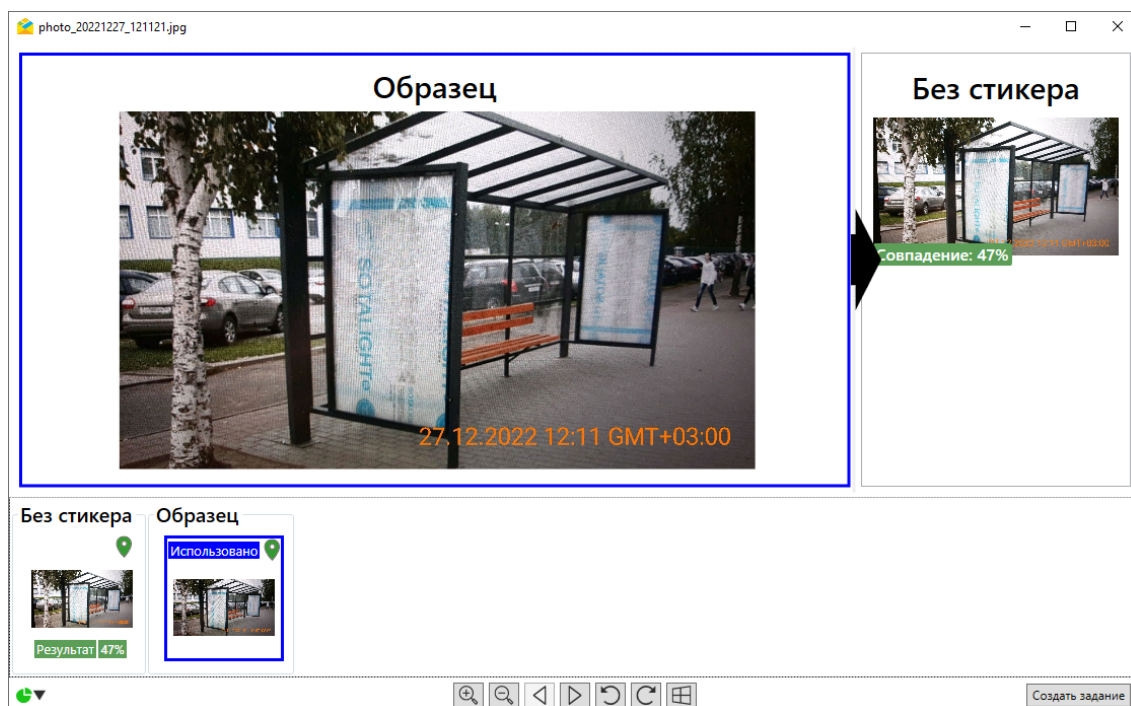 photo_20221227_121121.jpg
Образец
SOTALIGHTe
27.12.2022 12:11 GMT+03:00
Без стикера
Совпадение: 47%
Без стикера
Результат 47%
Образец
Использовано
Создать задание